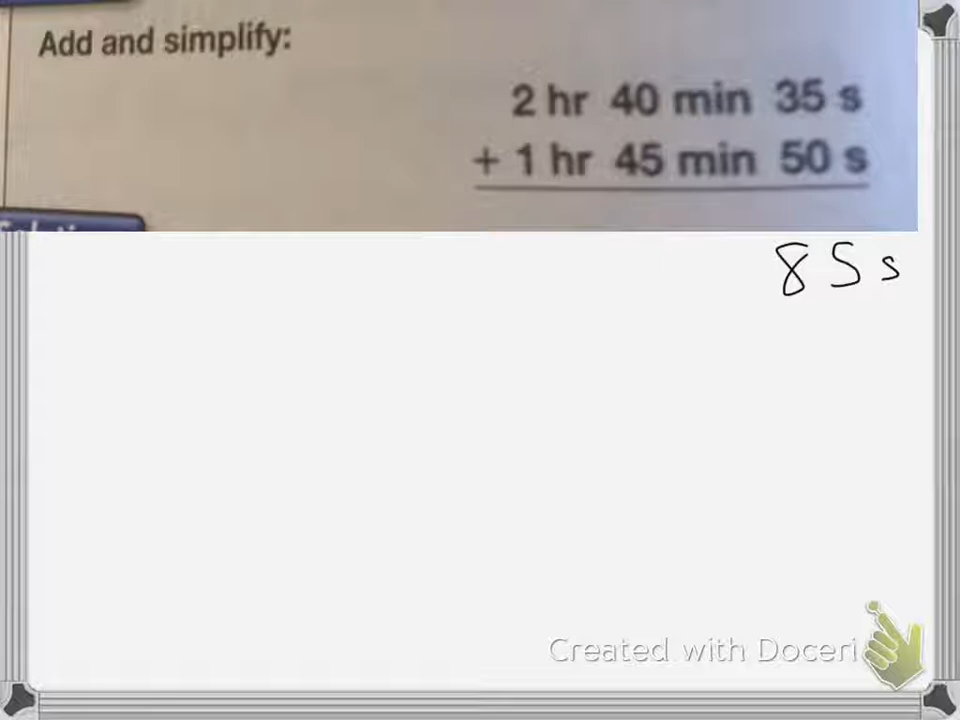 Add and simplify:
2 hr 40 min 35 s
+ 1 hr 45 min 50 s
85 s
Created with Doceri